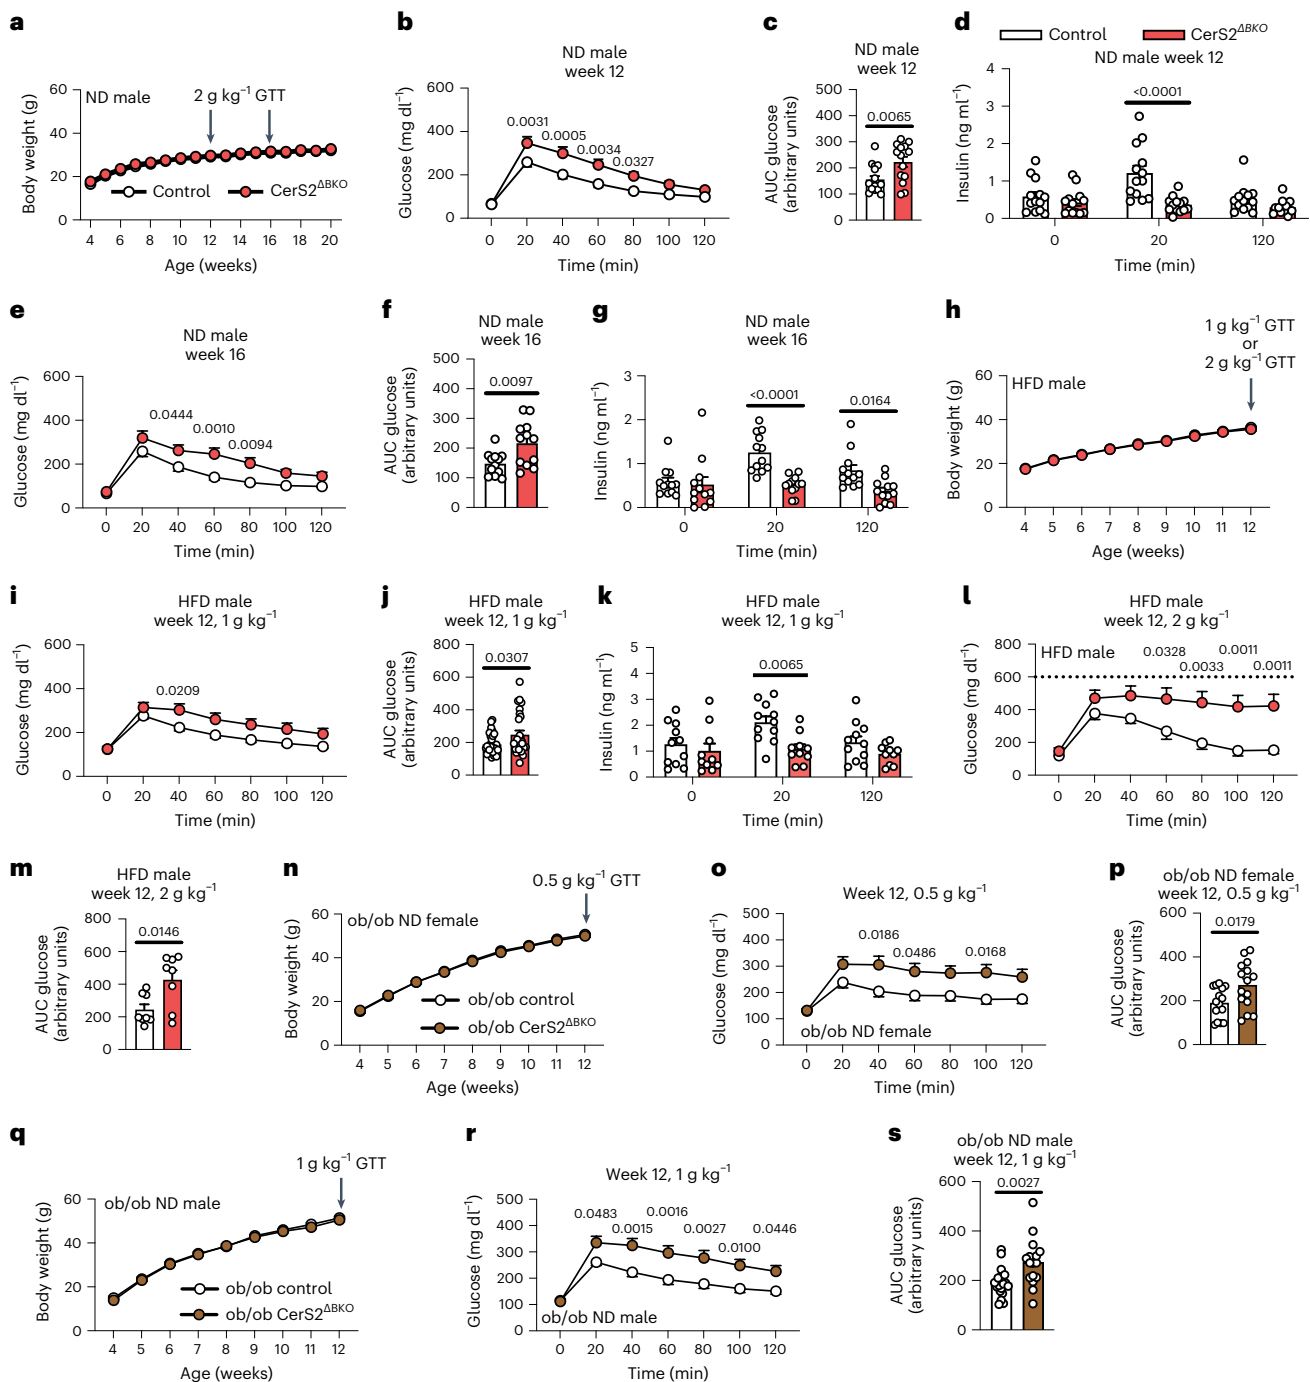 a
ND male
2 g kg⁻¹ GTT
Body weight (g)
60
40
20
0
Control
CerS2ΔBKO
4 6 8 10 12 14 16 18 20
Age (weeks)
b
ND male
week 12
Glucose (mg dl⁻¹)
600
400
200
0
0.0031
0.0005
0.0034
0.0327
0 20 40 60 80 100 120
Time (min)
c
ND male
week 12
AUC glucose
(arbitrary units)
500
400
300
200
100
0
0.0065
d
Control
CerS2ΔBKO
ND male week 12
Insulin (ng ml⁻¹)
4
3
2
1
0
<0.0001
0 20 120
Time (min)
e
ND male
week 16
Glucose (mg dl⁻¹)
600
400
200
0
0.0444
0.0010
0.0094
0 20 40 60 80 100 120
Time (min)
f
ND male
week 16
AUC glucose
(arbitrary units)
500
400
300
200
100
0
0.0097
g
ND male
week 16
Insulin (ng ml⁻¹)
3
2
1
0
<0.0001
0.0164
0 20 120
Time (min)
h
1 g kg⁻¹ GTT
or
2 g kg⁻¹ GTT
HFD male
Body weight (g)
60
40
20
0
4 5 6 7 8 9 10 11 12
Age (weeks)
i
HFD male
week 12, 1 g kg⁻¹
Glucose (mg dl⁻¹)
600
400
200
0
0.0209
0 20 40 60 80 100 120
Time (min)
j
HFD male
week 12, 1 g kg⁻¹
AUC glucose
(arbitrary units)
800
600
400
200
0
0.0307
k
HFD male
week 12, 1 g kg⁻¹
Insulin (ng ml⁻¹)
5
4
3
2
1
0
0.0065
0 20 120
Time (min)
l
HFD male
week 12, 2 g kg⁻¹
HFD male
Glucose (mg dl⁻¹)
800
600
400
200
0
0.0328
0.0033
0.0011
0.0011
0 20 40 60 80 100 120
Time (min)
m
HFD male
week 12, 2 g kg⁻¹
AUC glucose
(arbitrary units)
800
600
400
200
0
0.0146
n
0.5 g kg⁻¹ GTT
ob/ob ND female
Body weight (g)
60
40
20
0
ob/ob control
ob/ob CerS2ΔBKO
4 5 6 7 8 9 10 11 12
Age (weeks)
o
Week 12, 0.5 g kg⁻¹
Glucose (mg dl⁻¹)
500
400
300
200
100
0
0.0186
0.0486
0.0168
ob/ob ND female
0 20 40 60 80 100 120
Time (min)
p
ob/ob ND female
week 12, 0.5 g kg⁻¹
AUC glucose
(arbitrary units)
600
400
200
0
0.0179
q
1 g kg⁻¹ GTT
ob/ob ND male
Body weight (g)
60
40
20
0
ob/ob control
ob/ob CerS2ΔBKO
4 5 6 7 8 9 10 11 12
Age (weeks)
r
Week 12, 1 g kg⁻¹
Glucose (mg dl⁻¹)
500
400
300
200
100
0
0.0483
0.0015
0.0016
0.0027
0.0100
0.0446
ob/ob ND male
0 20 40 60 80 100 120
Time (min)
s
ob/ob ND male
week 12, 1 g kg⁻¹
AUC glucose
(arbitrary units)
600
400
200
0
0.0027